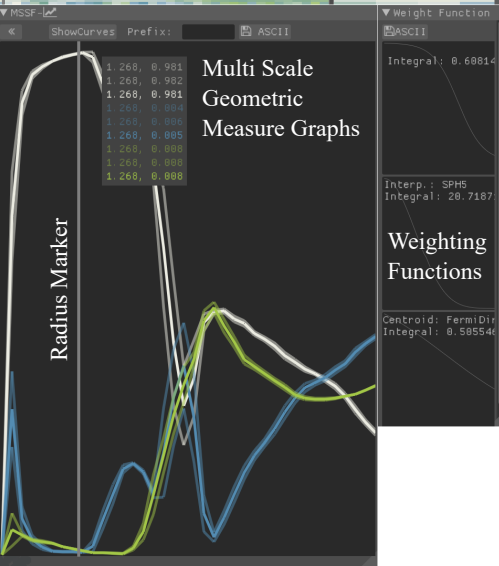 MSSF-
Weight Function
«
ShowCurves
Prefix:
ASCII
ASCII
1.268, 0.981
1.268, 0.982
1.268, 0.981
1.268, 0.004
1.268, 0.006
1.268, 0.005
1.268, 0.008
1.268, 0.008
1.268, 0.008
Multi Scale
Geometric
Measure Graphs
Radius Marker
Integral: 0.60814
Interp.: SPH5
Integral: 20.7187
Weighting
Functions
Centroid: FermiDir
Integral: 0.505546